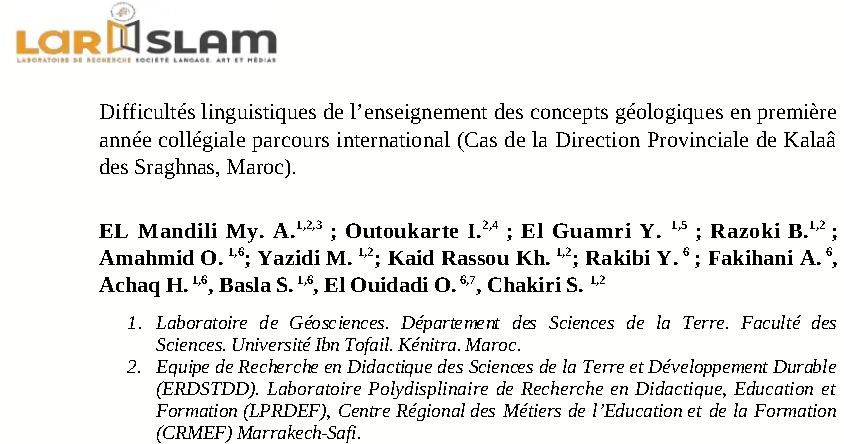 LARSLAM
LABORATOIRE DE RECHERCHE SOCIÉTÉ LANGAGE, ART ET MÉDIAS
Difficultés linguistiques de l’enseignement des concepts géologiques en première
année collégiale parcours international (Cas de la Direction Provinciale de Kalaâ
des Sraghnas, Maroc).
EL Mandili My. A.1,2,3 ; Outoukarte I.2,4 ; El Guamri Y. 1,5 ; Razoki B.1,2 ;
Amahmid O. 1,6; Yazidi M. 1,2; Kaid Rassou Kh. 1,2; Rakibi Y. 6 ; Fakihani A. 6,
Achaq H. 1,6, Basla S. 1,6, El Ouidadi O. 6,7, Chakiri S. 1,2
1. Laboratoire de Géosciences. Département des Sciences de la Terre. Faculté des
Sciences. Université Ibn Tofail. Kénitra. Maroc.
2. Equipe de Recherche en Didactique des Sciences de la Terre et Développement Durable
(ERDSTDD). Laboratoire Polydisplinaire de Recherche en Didactique, Education et
Formation (LPRDEF), Centre Régional des Métiers de l’Education et de la Formation
(CRMEF) Marrakech-Safi.